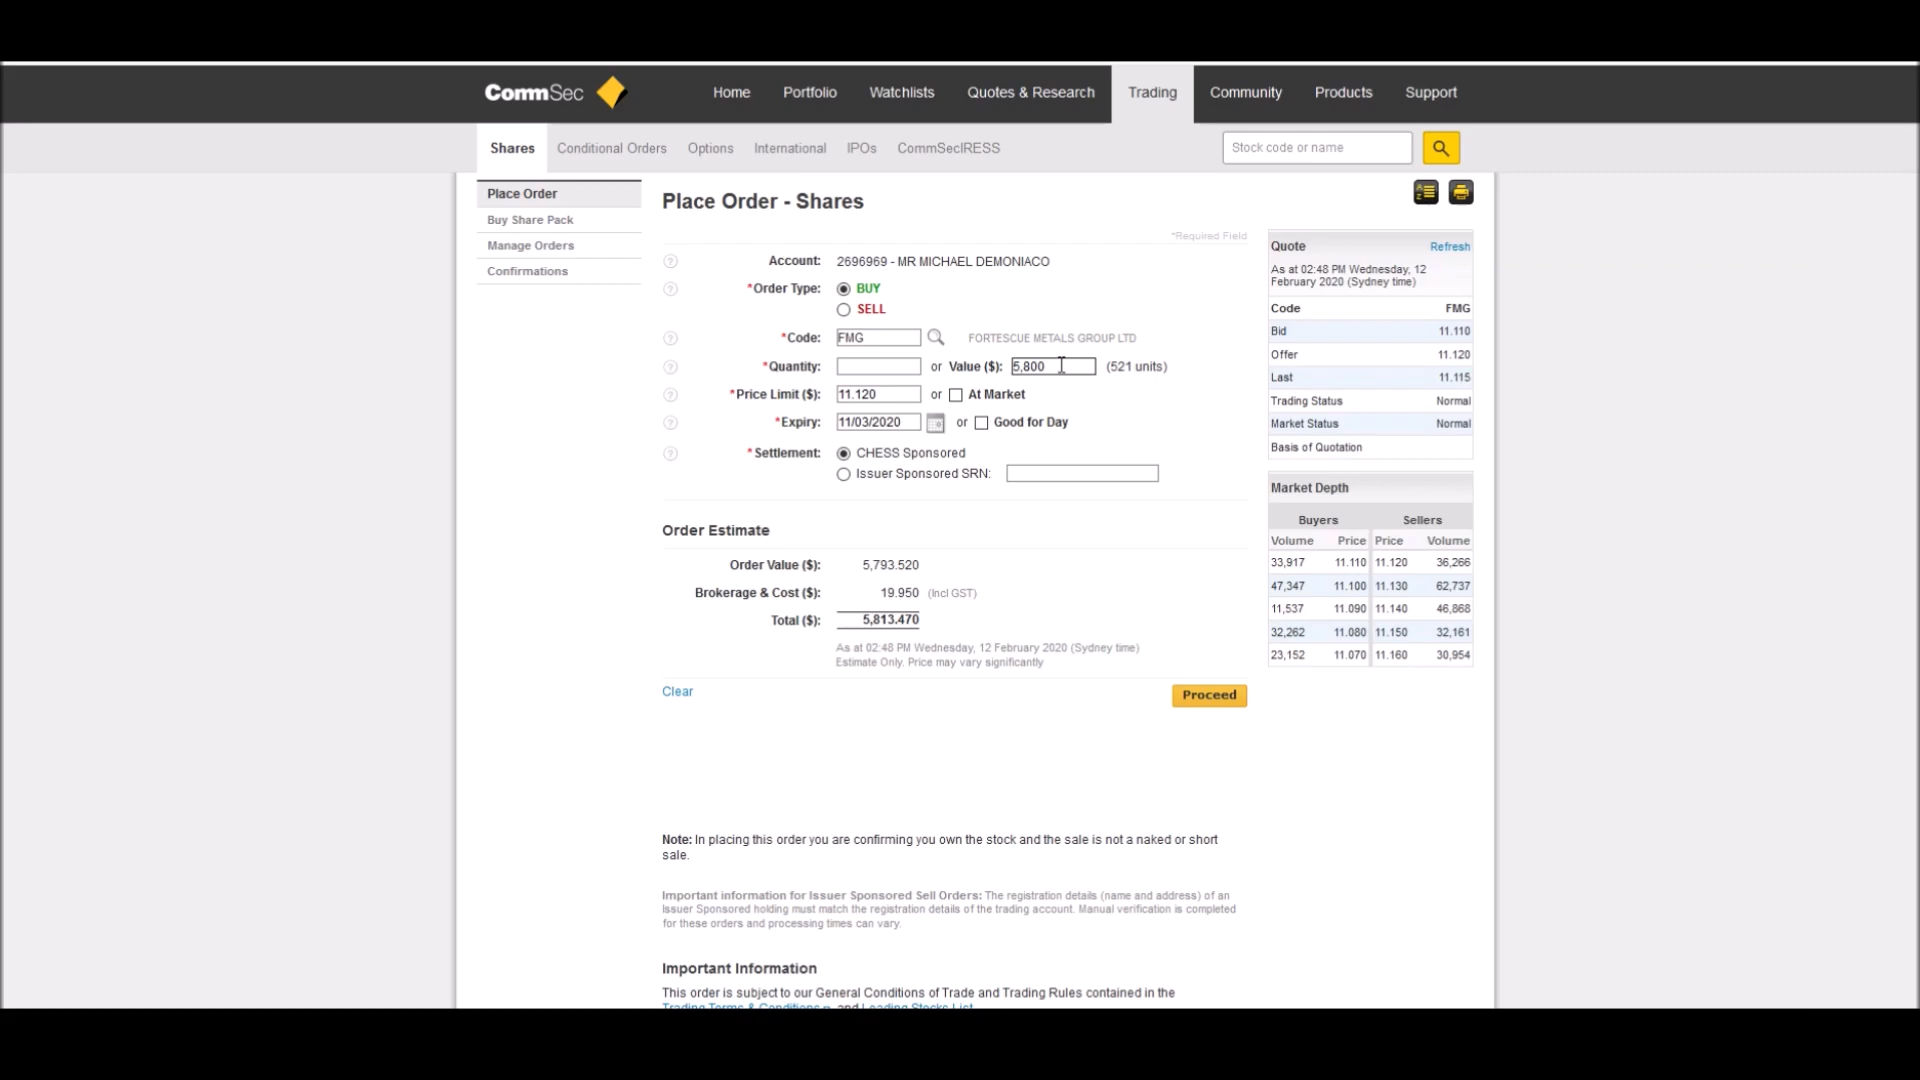 CommSec
Home Portfolio Watchlists Quotes & Research Trading Community Products Support
Shares Conditional Orders Options International IPOs CommSecIRESS Stock code or name
Place Order
Buy Share Pack
Manage Orders
Confirmations
Place Order - Shares
*Required Field
Account: 2696969 - MR MICHAEL DEMONIACO
*Order Type: BUY
SELL
*Code: FMG FORTESCUE METALS GROUP LTD
*Quantity: or Value ($): 5,800 (521 units)
*Price Limit ($): 11.120 or At Market
*Expiry: 11/03/2020 or Good for Day
*Settlement: CHESS Sponsored
Issuer Sponsored SRN:
Order Estimate
Order Value ($): 5,793.520
Brokerage & Cost ($): 19.950 (Incl GST)
Total ($): 5,813.470
As at 02:48 PM Wednesday, 12 February 2020 (Sydney time)
Estimate Only. Price may vary significantly
Clear Proceed
Note: In placing this order you are confirming you own the stock and the sale is not a naked or short
sale.
Important information for Issuer Sponsored Sell Orders: The registration details (name and address) of an
Issuer Sponsored holding must match the registration details of the trading account. Manual verification is completed
for these orders and processing times can vary.
Important Information
This order is subject to our General Conditions of Trade and Trading Rules contained in the
Trading Terms & Conditions and Leading Stocks List
Quote Refresh
As at 02:48 PM Wednesday, 12
February 2020 (Sydney time)
Code FMG
Bid 11.110
Offer 11.120
Last 11.115
Trading Status Normal
Market Status Normal
Basis of Quotation
Market Depth
Buyers Sellers
Volume Price Price Volume
33,917 11.110 11.120 36,266
47,347 11.100 11.130 62,737
11,537 11.090 11.140 46,868
32,262 11.080 11.150 32,161
23,152 11.070 11.160 30,954